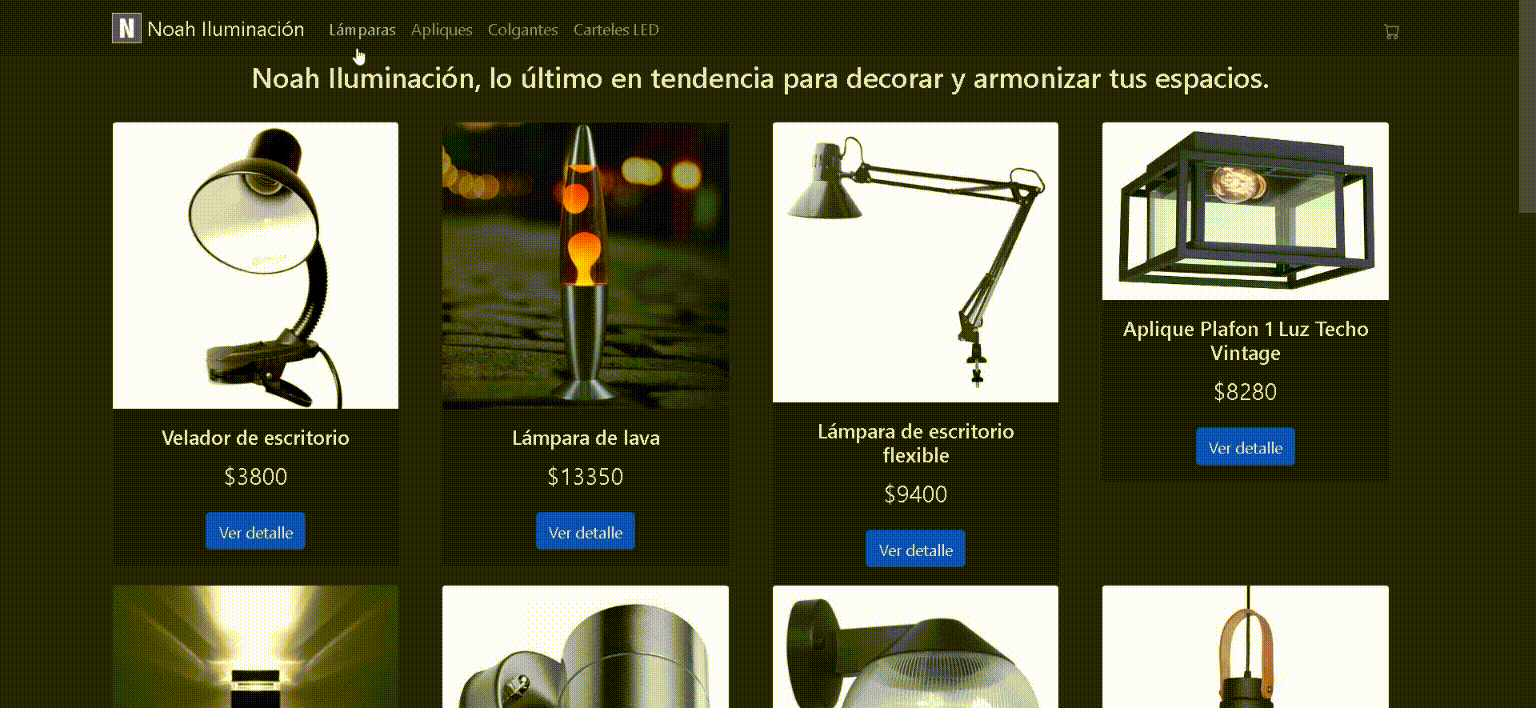 N Noah Iluminación Lámparas Apliques Colgantes Carteles LED
Noah Iluminación, lo último en tendencia para decorar y armonizar tus espacios.
Velador de escritorio
$3800
Ver detalle
Lámpara de lava
$13350
Ver detalle
Lámpara de escritorio
flexible
$9400
Ver detalle
Aplique Plafon 1 Luz Techo
Vintage
$8280
Ver detalle